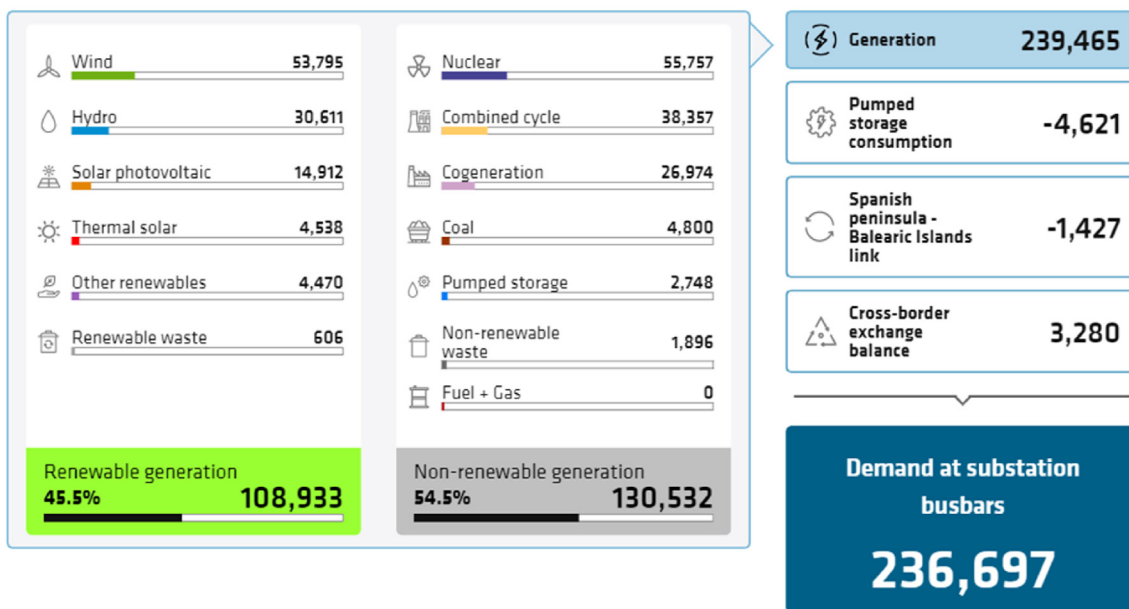 Wind 53,795
Hydro 30,611
Solar photovoltaic 14,912
Thermal solar 4,538
Other renewables 4,470
Renewable waste 606
Renewable generation
45.5% 108,933
Nuclear 55,757
Combined cycle 38,357
Cogeneration 26,974
Coal 4,800
Pumped storage 2,748
Non-renewable
waste 1,896
Fuel + Gas 0
Non-renewable generation
54.5% 130,532
Generation 239,465
Pumped
storage
consumption -4,621
Spanish
peninsula -
Balearic Islands
link -1,427
Cross-border
exchange
balance 3,280
Demand at substation
busbars
236,697